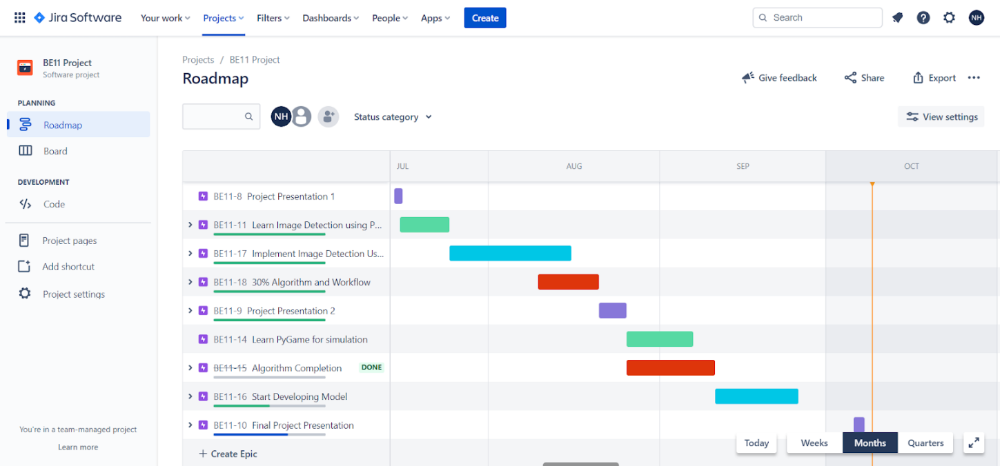 Jira Software Your work Projects Filters Dashboards People Apps Create Search NH
BE11 Project
Software project
PLANNING
Roadmap
Board
DEVELOPMENT
Code
Project pages
Add shortcut
Project settings
You're in a team-managed project
Learn more
Projects / BE11 Project
Roadmap
Give feedback Share Export
NH Status category View settings
JUL AUG SEP OCT
BE11-8 Project Presentation 1
BE11-11 Learn Image Detection using P...
BE11-17 Implement Image Detection Us...
BE11-18 30% Algorithm and Workflow
BE11-9 Project Presentation 2
BE11-14 Learn PyGame for simulation
BE11-15 Algorithm Completion DONE
BE11-16 Start Developing Model
BE11-10 Final Project Presentation
+ Create Epic
Today Weeks Months Quarters